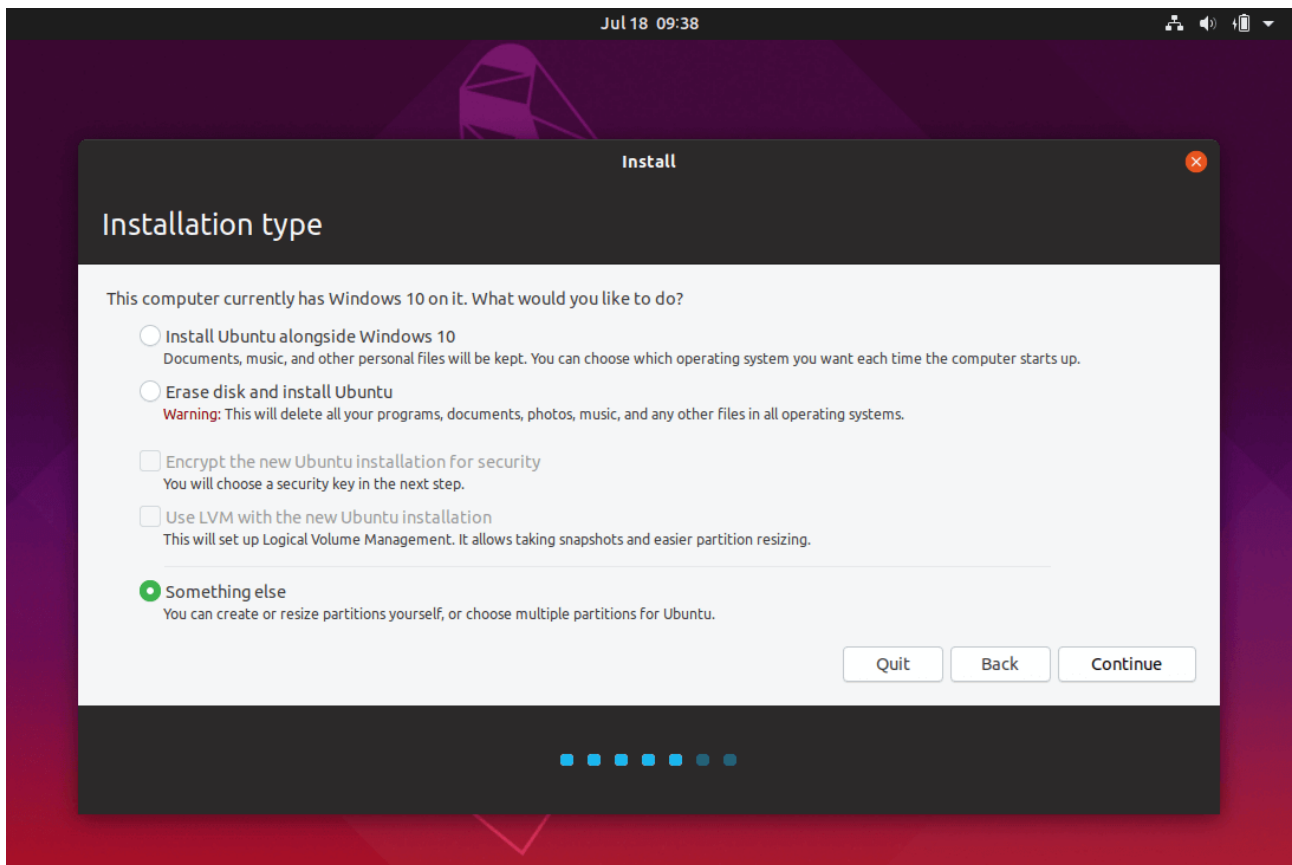 Jul 18 09:38
Install
Installation type
This computer currently has Windows 10 on it. What would you like to do?
Install Ubuntu alongside Windows 10
Documents, music, and other personal files will be kept. You can choose which operating system you want each time the computer starts up.
Erase disk and install Ubuntu
Warning: This will delete all your programs, documents, photos, music, and any other files in all operating systems.
Encrypt the new Ubuntu installation for security
You will choose a security key in the next step.
Use LVM with the new Ubuntu installation
This will set up Logical Volume Management. It allows taking snapshots and easier partition resizing.
Something else
You can create or resize partitions yourself, or choose multiple partitions for Ubuntu.
Quit Back Continue